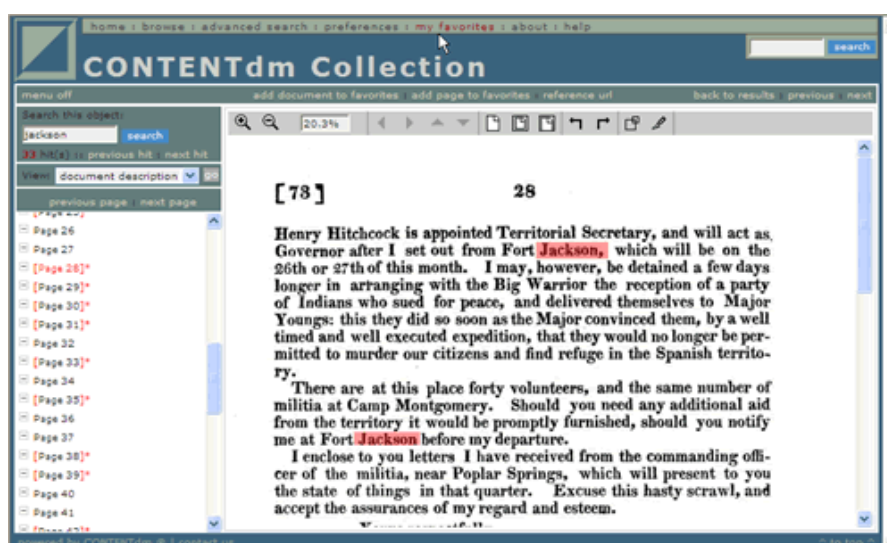 home : browse : advanced search : preferences : my favorites : about : help
search
CONTENTdm Collection
menu off
add document to favorites : add page to favorites : reference url
back to results : previous : next
Search this object:
jackson
search
33 hit(s) :: previous hit : next hit
View: document description go
previous page : next page
[Page 25]*
Page 26
Page 27
[Page 28]*
[Page 29]*
[Page 30]*
[Page 31]*
Page 32
[Page 33]*
Page 34
[Page 35]*
Page 36
Page 37
[Page 38]*
[Page 39]*
Page 40
Page 41
[Page 42]*
20.3%
[73] 28
Henry Hitchcock is appointed Territorial Secretary, and will act as
Governor after I set out from Fort Jackson, which will be on the
26th or 27th of this month. I may, however, be detained a few days
longer in arranging with the Big Warrior the reception of a party
of Indians who sued for peace, and delivered themselves to Major
Youngs: this they did so soon as the Major convinced them, by a well
timed and well executed expedition, that they would no longer be per-
mitted to murder our citizens and find refuge in the Spanish territo-
ry.
There are at this place forty volunteers, and the same number of
militia at Camp Montgomery. Should you need any additional aid
from the territory it would be promptly furnished, should you notify
me at Fort Jackson before my departure.
I enclose to you letters I have received from the commanding offi-
cer of the militia, near Poplar Springs, which will present to you
the state of things in that quarter. Excuse this hasty scrawl, and
accept the assurances of my regard and esteem.
powered by CONTENTdm ® | contact us
^ to top ^